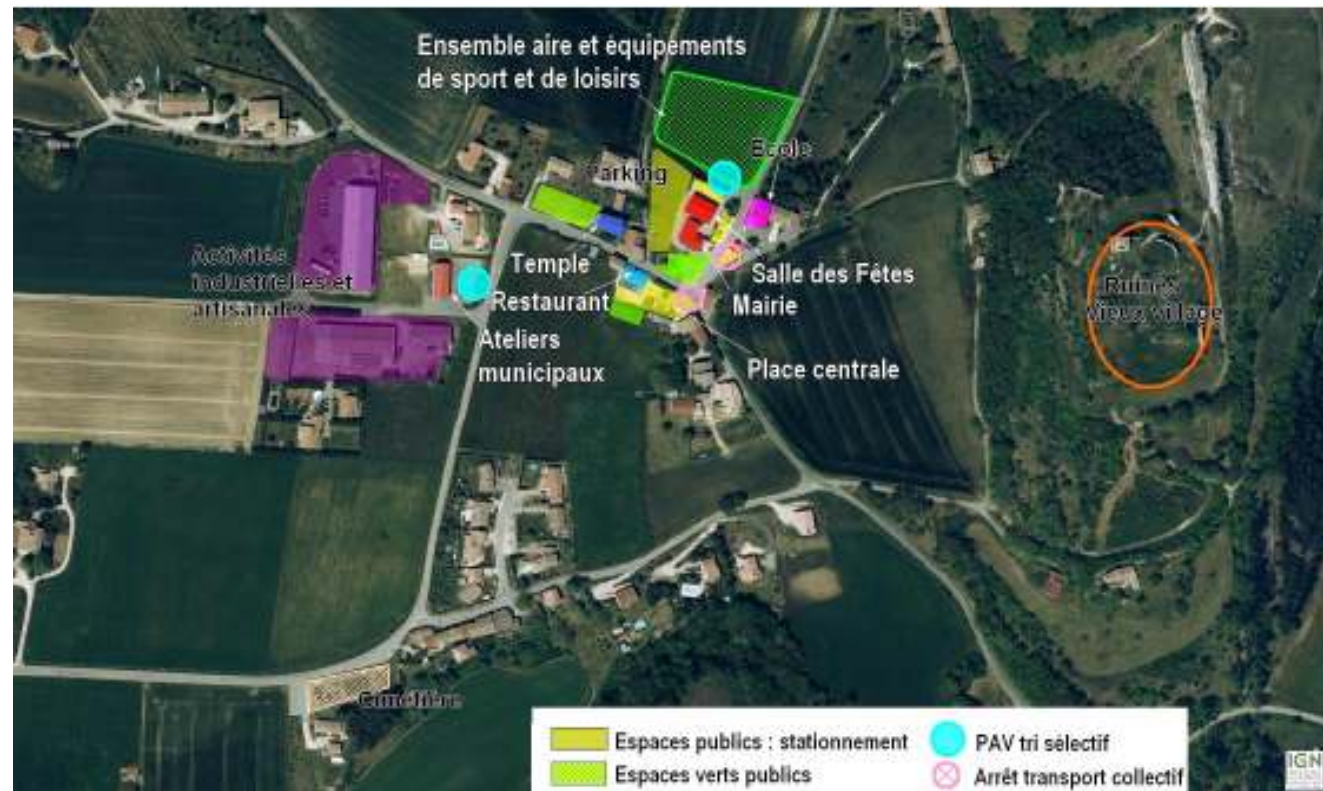 Ensemble aire et équipements
de sport et de loisirs
Ecole
Parking
Activités
industrielles et
artisanales
Temple
Restaurant
Ateliers
municipaux
Salle des Fêtes
Mairie
Place centrale
Ruines
Vieux village
Cimétière
Espaces publics : stationnement
PAV tri sélectif
Espaces verts publics
Arrêt transport collectif
IGN